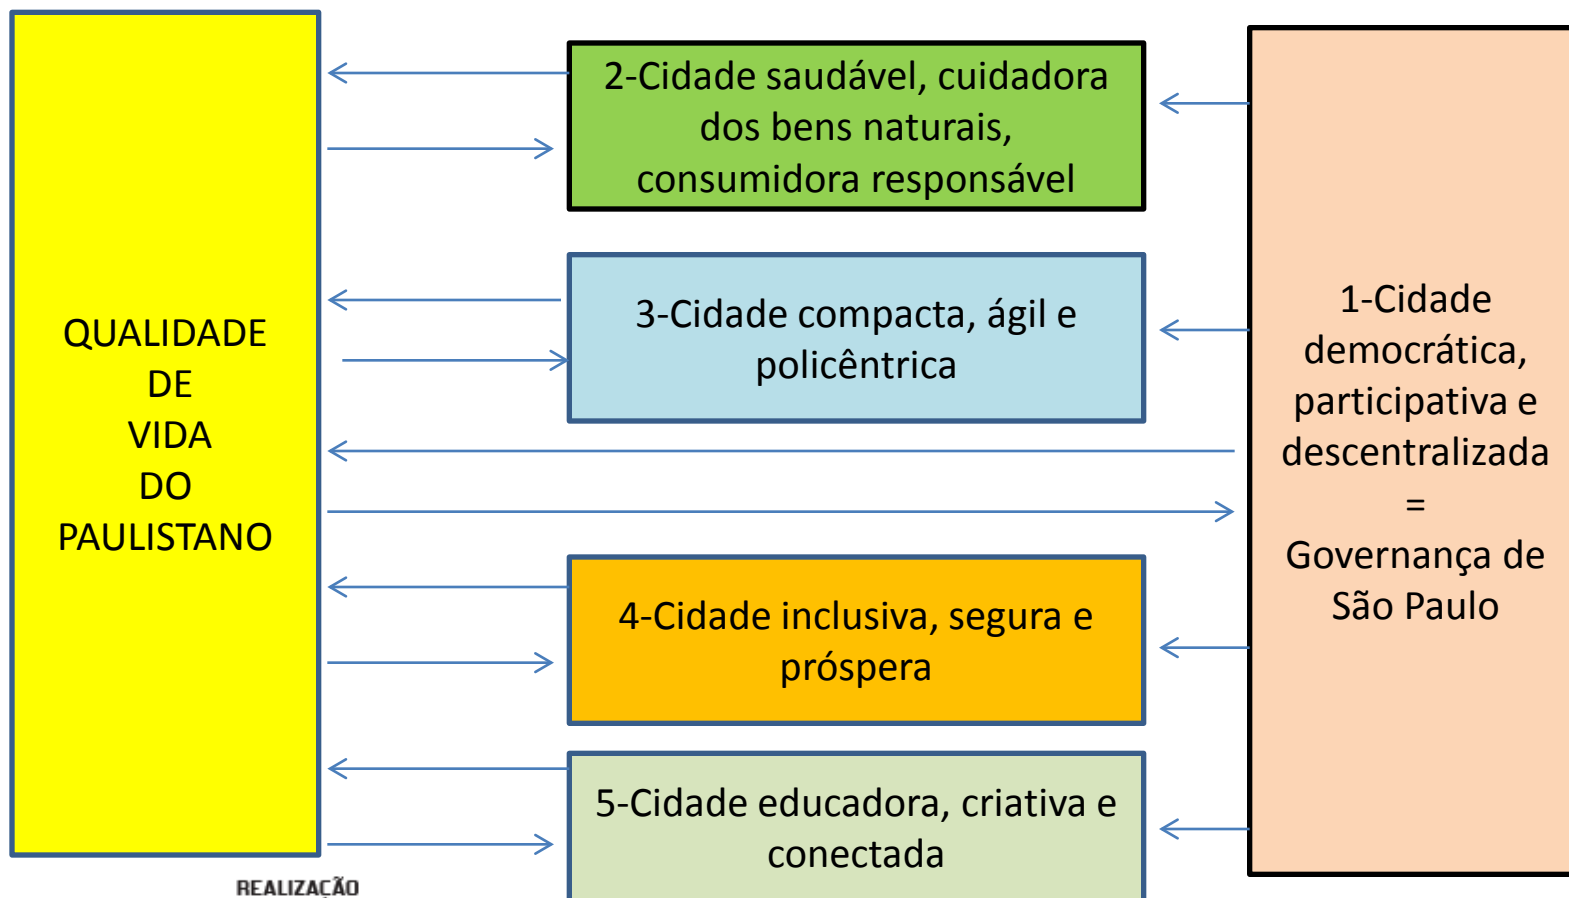 QUALIDADE
DE
VIDA
DO
PAULISTANO
2-Cidade saudável, cuidadora
dos bens naturais,
consumidora responsável
3-Cidade compacta, ágil e
policêntrica
4-Cidade inclusiva, segura e
próspera
5-Cidade educadora, criativa e
conectada
1-Cidade
democrática,
participativa e
descentralizada
=
Governança de
São Paulo
REALIZAÇÃO